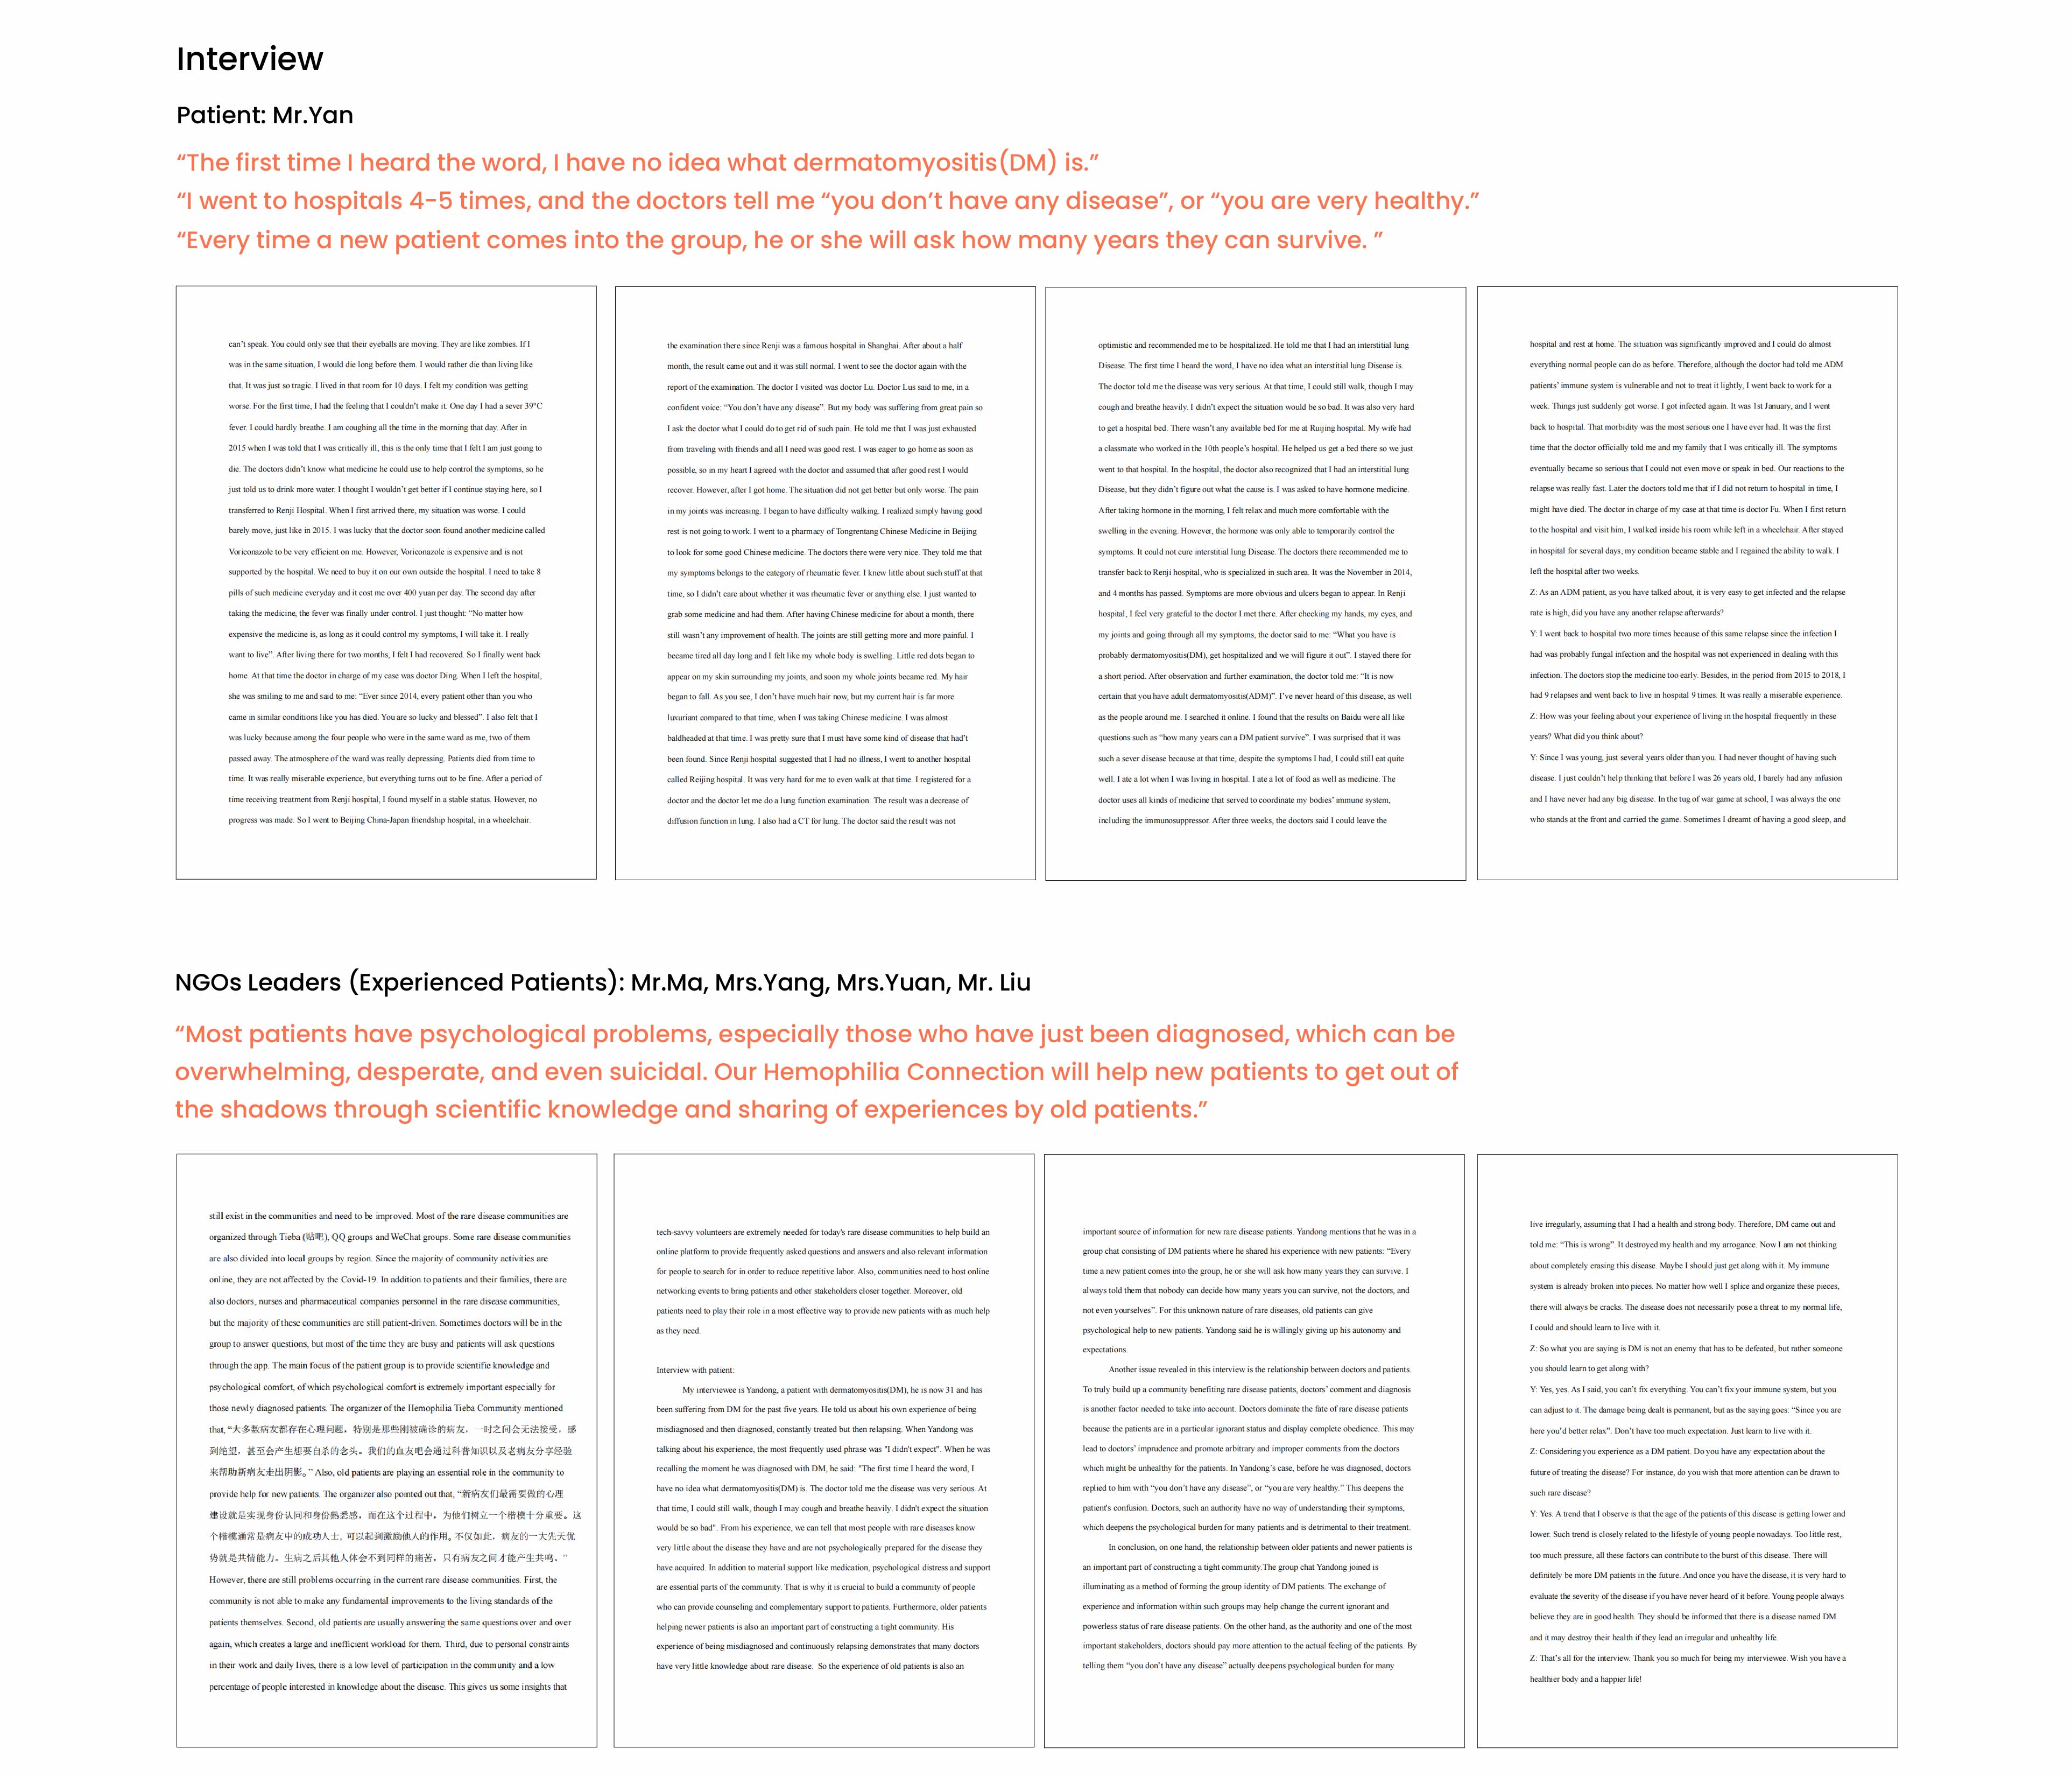 Interview
Patient: Mr.Yan
“The first time I heard the word, I have no idea what dermatomyositis(DM) is.”
“I went to hospitals 4-5 times, and the doctors tell me “you don’t have any disease”, or “you are very healthy.”
“Every time a new patient comes into the group, he or she will ask how many years they can survive. ”
can’t speak. You could only see that their eyeballs are moving. They are like zombies. If I
was in the same situation, I would die long before them. I would rather die than living like
that. It was just so tragic. I lived in that room for 10 days. I felt my condition was getting
worse. For the first time, I had the feeling that I couldn’t make it. One day I had a sever 39°C
fever. I could hardly breathe. I am coughing all the time in the morning that day. After in
2015 when I was told that I was critically ill, this is the only time that I felt I am just going to
die. The doctors didn’t know what medicine he could use to help control the symptoms, so he
just told us to drink more water. I thought I wouldn’t get better if I continue staying here, so I
transferred to Renji Hospital. When I first arrived there, my situation was worse. I could
barely move, just like in 2015. I was lucky that the doctor soon found another medicine called
Voriconazole to be very efficient on me. However, Voriconazole is expensive and is not
supported by the hospital. We need to buy it on our own outside the hospital. I need to take 8
pills of such medicine everyday and it cost me over 400 yuan per day. The second day after
taking the medicine, the fever was finally under control. I just thought: “No matter how
expensive the medicine is, as long as it could control my symptoms, I will take it. I really
want to live”. After living there for two months, I felt I had recovered. So I finally went back
home. At that time the doctor in charge of my case was doctor Ding. When I left the hospital,
she was smiling to me and said to me: “Ever since 2014, every patient other than you who
came in similar conditions like you has died. You are so lucky and blessed”. I also felt that I
was lucky because among the four people who were in the same ward as me, two of them
passed away. The atmosphere of the ward was really depressing. Patients died from time to
time. It was really miserable experience, but everything turns out to be fine. After a period of
time receiving treatment from Renji hospital, I found myself in a stable status. However, no
progress was made. So I went to Beijing China-Japan friendship hospital, in a wheelchair.
the examination there since Renji was a famous hospital in Shanghai. After about a half
month, the result came out and it was still normal. I went to see the doctor again with the
report of the examination. The doctor I visited was doctor Lu. Doctor Lus said to me, in a
confident voice: “You don’t have any disease”. But my body was suffering from great pain so
I ask the doctor what I could do to get rid of such pain. He told me that I was just exhausted
from traveling with friends and all I need was good rest. I was eager to go home as soon as
possible, so in my heart I agreed with the doctor and assumed that after good rest I would
recover. However, after I got home. The situation did not get better but only worse. The pain
in my joints was increasing. I began to have difficulty walking. I realized simply having good
rest is not going to work. I went to a pharmacy of Tongrentang Chinese Medicine in Beijing
to look for some good Chinese medicine. The doctors there were very nice. They told me that
my symptoms belongs to the category of rheumatic fever. I knew little about such stuff at that
time, so I didn’t care about whether it was rheumatic fever or anything else. I just wanted to
grab some medicine and had them. After having Chinese medicine for about a month, there
still wasn’t any improvement of health. The joints are still getting more and more painful. I
became tired all day long and I felt like my whole body is swelling. Little red dots began to
appear on my skin surrounding my joints, and soon my whole joints became red. My hair
began to fall. As you see, I don’t have much hair now, but my current hair is far more
luxuriant compared to that time, when I was taking Chinese medicine. I was almost
baldheaded at that time. I was pretty sure that I must have some kind of disease that had’t
been found. Since Renji hospital suggested that I had no illness, I went to another hospital
called Reijing hospital. It was very hard for me to even walk at that time. I registered for a
doctor and the doctor let me do a lung function examination. The result was a decrease of
diffusion function in lung. I also had a CT for lung. The doctor said the result was not
optimistic and recommended me to be hospitalized. He told me that I had an interstitial lung
Disease. The first time I heard the word, I have no idea what an interstitial lung Disease is.
The doctor told me the disease was very serious. At that time, I could still walk, though I may
cough and breathe heavily. I didn’t expect the situation would be so bad. It was also very hard
to get a hospital bed. There wasn’t any available bed for me at Ruijing hospital. My wife had
a classmate who worked in the 10th people’s hospital. He helped us get a bed there so we just
went to that hospital. In the hospital, the doctor also recognized that I had an interstitial lung
Disease, but they didn’t figure out what the cause is. I was asked to have hormone medicine.
After taking hormone in the morning, I felt relax and much more comfortable with the
swelling in the evening. However, the hormone was only able to temporarily control the
symptoms. It could not cure interstitial lung Disease. The doctors there recommended me to
transfer back to Renji hospital, who is specialized in such area. It was the November in 2014,
and 4 months has passed. Symptoms are more obvious and ulcers began to appear. In Renji
hospital, I feel very grateful to the doctor I met there. After checking my hands, my eyes, and
my joints and going through all my symptoms, the doctor said to me: “What you have is
probably dermatomyositis(DM), get hospitalized and we will figure it out”. I stayed there for
a short period. After observation and further examination, the doctor told me: “It is now
certain that you have adult dermatomyositis(ADM)”. I’ve never heard of this disease, as well
as the people around me. I searched it online. I found that the results on Baidu were all like
questions such as “how many years can a DM patient survive”. I was surprised that it was
such a sever disease because at that time, despite the symptoms I had, I could still eat quite
well. I ate a lot when I was living in hospital. I ate a lot of food as well as medicine. The
doctor uses all kinds of medicine that served to coordinate my bodies’ immune system,
including the immunosuppressor. After three weeks, the doctors said I could leave the
hospital and rest at home. The situation was significantly improved and I could do almost
everything normal people can do as before. Therefore, although the doctor had told me ADM
patients’ immune system is vulnerable and not to treat it lightly, I went back to work for a
week. Things just suddenly got worse. I got infected again. It was 1st January, and I went
back to hospital. That morbidity was the most serious one I have ever had. It was the first
time that the doctor officially told me and my family that I was critically ill. The symptoms
eventually became so serious that I could not even move or speak in bed. Our reactions to the
relapse was really fast. Later the doctors told me that if I did not return to hospital in time, I
might have died. The doctor in charge of my case at that time is doctor Fu. When I first return
to the hospital and visit him, I walked inside his room while left in a wheelchair. After stayed
in hospital for several days, my condition became stable and I regained the ability to walk. I
left the hospital after two weeks.
Z: As an ADM patient, as you have talked about, it is very easy to get infected and the relapse
rate is high, did you have any another relapse afterwards?
Y: I went back to hospital two more times because of this same relapse since the infection I
had was probably fungal infection and the hospital was not experienced in dealing with this
infection. The doctors stop the medicine too early. Besides, in the period from 2015 to 2018, I
had 9 relapses and went back to live in hospital 9 times. It was really a miserable experience.
Z: How was your feeling about your experience of living in the hospital frequently in these
years? What did you think about?
Y: Since I was young, just several years older than you. I had never thought of having such
disease. I just couldn’t help thinking that before I was 26 years old, I barely had any infusion
and I have never had any big disease. In the tug of war game at school, I was always the one
who stands at the front and carried the game. Sometimes I dreamt of having a good sleep, and
NGOs Leaders (Experienced Patients): Mr.Ma, Mrs.Yang, Mrs.Yuan, Mr. Liu
“Most patients have psychological problems, especially those who have just been diagnosed, which can be
overwhelming, desperate, and even suicidal. Our Hemophilia Connection will help new patients to get out of
the shadows through scientific knowledge and sharing of experiences by old patients.”
still exist in the communities and need to be improved. Most of the rare disease communities are
organized through Tieba (贴吧), QQ groups and WeChat groups. Some rare disease communities
are also divided into local groups by region. Since the majority of community activities are
online, they are not affected by the Covid-19. In addition to patients and their families, there are
also doctors, nurses and pharmaceutical companies personnel in the rare disease communities,
but the majority of these communities are still patient-driven. Sometimes doctors will be in the
group to answer questions, but most of the time they are busy and patients will ask questions
through the app. The main focus of the patient group is to provide scientific knowledge and
psychological comfort, of which psychological comfort is extremely important especially for
those newly diagnosed patients. The organizer of the Hemophilia Tieba Community mentioned
that, “大多数病友都存在心理问题，特别是那些刚被确诊的病友，一时之间会无法接受，感
到绝望，甚至会产生想要自杀的念头。我们的血友吧会通过科普知识以及老病友分享经验
来帮助新病友走出阴影。” Also, old patients are playing an essential role in the community to
provide help for new patients. The organizer also pointed out that, “新病友们最需要做的心理
建设就是实现身份认同和身份熟悉感，而在这个过程中，为他们树立一个楷模十分重要。这
个楷模通常是病友中的成功人士, 可以起到激励他人的作用。不仅如此，病友的一大先天优
势就是共情能力。生病之后其他人体会不到同样的痛苦，只有病友之间才能产生共鸣。”
However, there are still problems occurring in the current rare disease communities. First, the
community is not able to make any fundamental improvements to the living standards of the
patients themselves. Second, old patients are usually answering the same questions over and over
again, which creates a large and inefficient workload for them. Third, due to personal constraints
in their work and daily lives, there is a low level of participation in the community and a low
percentage of people interested in knowledge about the disease. This gives us some insights that
tech-savvy volunteers are extremely needed for today's rare disease communities to help build an
online platform to provide frequently asked questions and answers and also relevant information
for people to search for in order to reduce repetitive labor. Also, communities need to host online
networking events to bring patients and other stakeholders closer together. Moreover, old
patients need to play their role in a most effective way to provide new patients with as much help
as they need.
Interview with patient:
My interviewee is Yandong, a patient with dermatomyositis(DM), he is now 31 and has
been suffering from DM for the past five years. He told us about his own experience of being
misdiagnosed and then diagnosed, constantly treated but then relapsing. When Yandong was
talking about his experience, the most frequently used phrase was "I didn't expect". When he was
recalling the moment he was diagnosed with DM, he said: "The first time I heard the word, I
have no idea what dermatomyositis(DM) is. The doctor told me the disease was very serious. At
that time, I could still walk, though I may cough and breathe heavily. I didn't expect the situation
would be so bad". From his experience, we can tell that most people with rare diseases know
very little about the disease they have and are not psychologically prepared for the disease they
have acquired. In addition to material support like medication, psychological distress and support
are essential parts of the community. That is why it is crucial to build a community of people
who can provide counseling and complementary support to patients. Furthermore, older patients
helping newer patients is also an important part of constructing a tight community. His
experience of being misdiagnosed and continuously relapsing demonstrates that many doctors
have very little knowledge about rare disease.  So the experience of old patients is also an
important source of information for new rare disease patients. Yandong mentions that he was in a
group chat consisting of DM patients where he shared his experience with new patients: “Every
time a new patient comes into the group, he or she will ask how many years they can survive. I
always told them that nobody can decide how many years you can survive, not the doctors, and
not even yourselves”. For this unknown nature of rare diseases, old patients can give
psychological help to new patients. Yandong said he is willingly giving up his autonomy and
expectations.
Another issue revealed in this interview is the relationship between doctors and patients.
To truly build up a community benefiting rare disease patients, doctors’ comment and diagnosis
is another factor needed to take into account. Doctors dominate the fate of rare disease patients
because the patients are in a particular ignorant status and display complete obedience. This may
lead to doctors’ imprudence and promote arbitrary and improper comments from the doctors
which might be unhealthy for the patients. In Yandong’s case, before he was diagnosed, doctors
replied to him with “you don’t have any disease”, or “you are very healthy.” This deepens the
patient's confusion. Doctors, such an authority have no way of understanding their symptoms,
which deepens the psychological burden for many patients and is detrimental to their treatment.
In conclusion, on one hand, the relationship between older patients and newer patients is
an important part of constructing a tight community.The group chat Yandong joined is
illuminating as a method of forming the group identity of DM patients. The exchange of
experience and information within such groups may help change the current ignorant and
powerless status of rare disease patients. On the other hand, as the authority and one of the most
important stakeholders, doctors should pay more attention to the actual feeling of the patients. By
telling them “you don’t have any disease” actually deepens psychological burden for many
live irregularly, assuming that I had a health and strong body. Therefore, DM came out and
told me: “This is wrong”. It destroyed my health and my arrogance. Now I am not thinking
about completely erasing this disease. Maybe I should just get along with it. My immune
system is already broken into pieces. No matter how well I splice and organize these pieces,
there will always be cracks. The disease does not necessarily pose a threat to my normal life,
I could and should learn to live with it.
Z: So what you are saying is DM is not an enemy that has to be defeated, but rather someone
you should learn to get along with?
Y: Yes, yes. As I said, you can’t fix everything. You can’t fix your immune system, but you
can adjust to it. The damage being dealt is permanent, but as the saying goes: “Since you are
here you’d better relax”. Don’t have too much expectation. Just learn to live with it.
Z: Considering you experience as a DM patient. Do you have any expectation about the
future of treating the disease? For instance, do you wish that more attention can be drawn to
such rare disease?
Y: Yes. A trend that I observe is that the age of the patients of this disease is getting lower and
lower. Such trend is closely related to the lifestyle of young people nowadays. Too little rest,
too much pressure, all these factors can contribute to the burst of this disease. There will
definitely be more DM patients in the future. And once you have the disease, it is very hard to
evaluate the severity of the disease if you have never heard of it before. Young people always
believe they are in good health. They should be informed that there is a disease named DM
and it may destroy their health if they lead an irregular and unhealthy life.
Z: That’s all for the interview. Thank you so much for being my interviewee. Wish you have a
healthier body and a happier life!